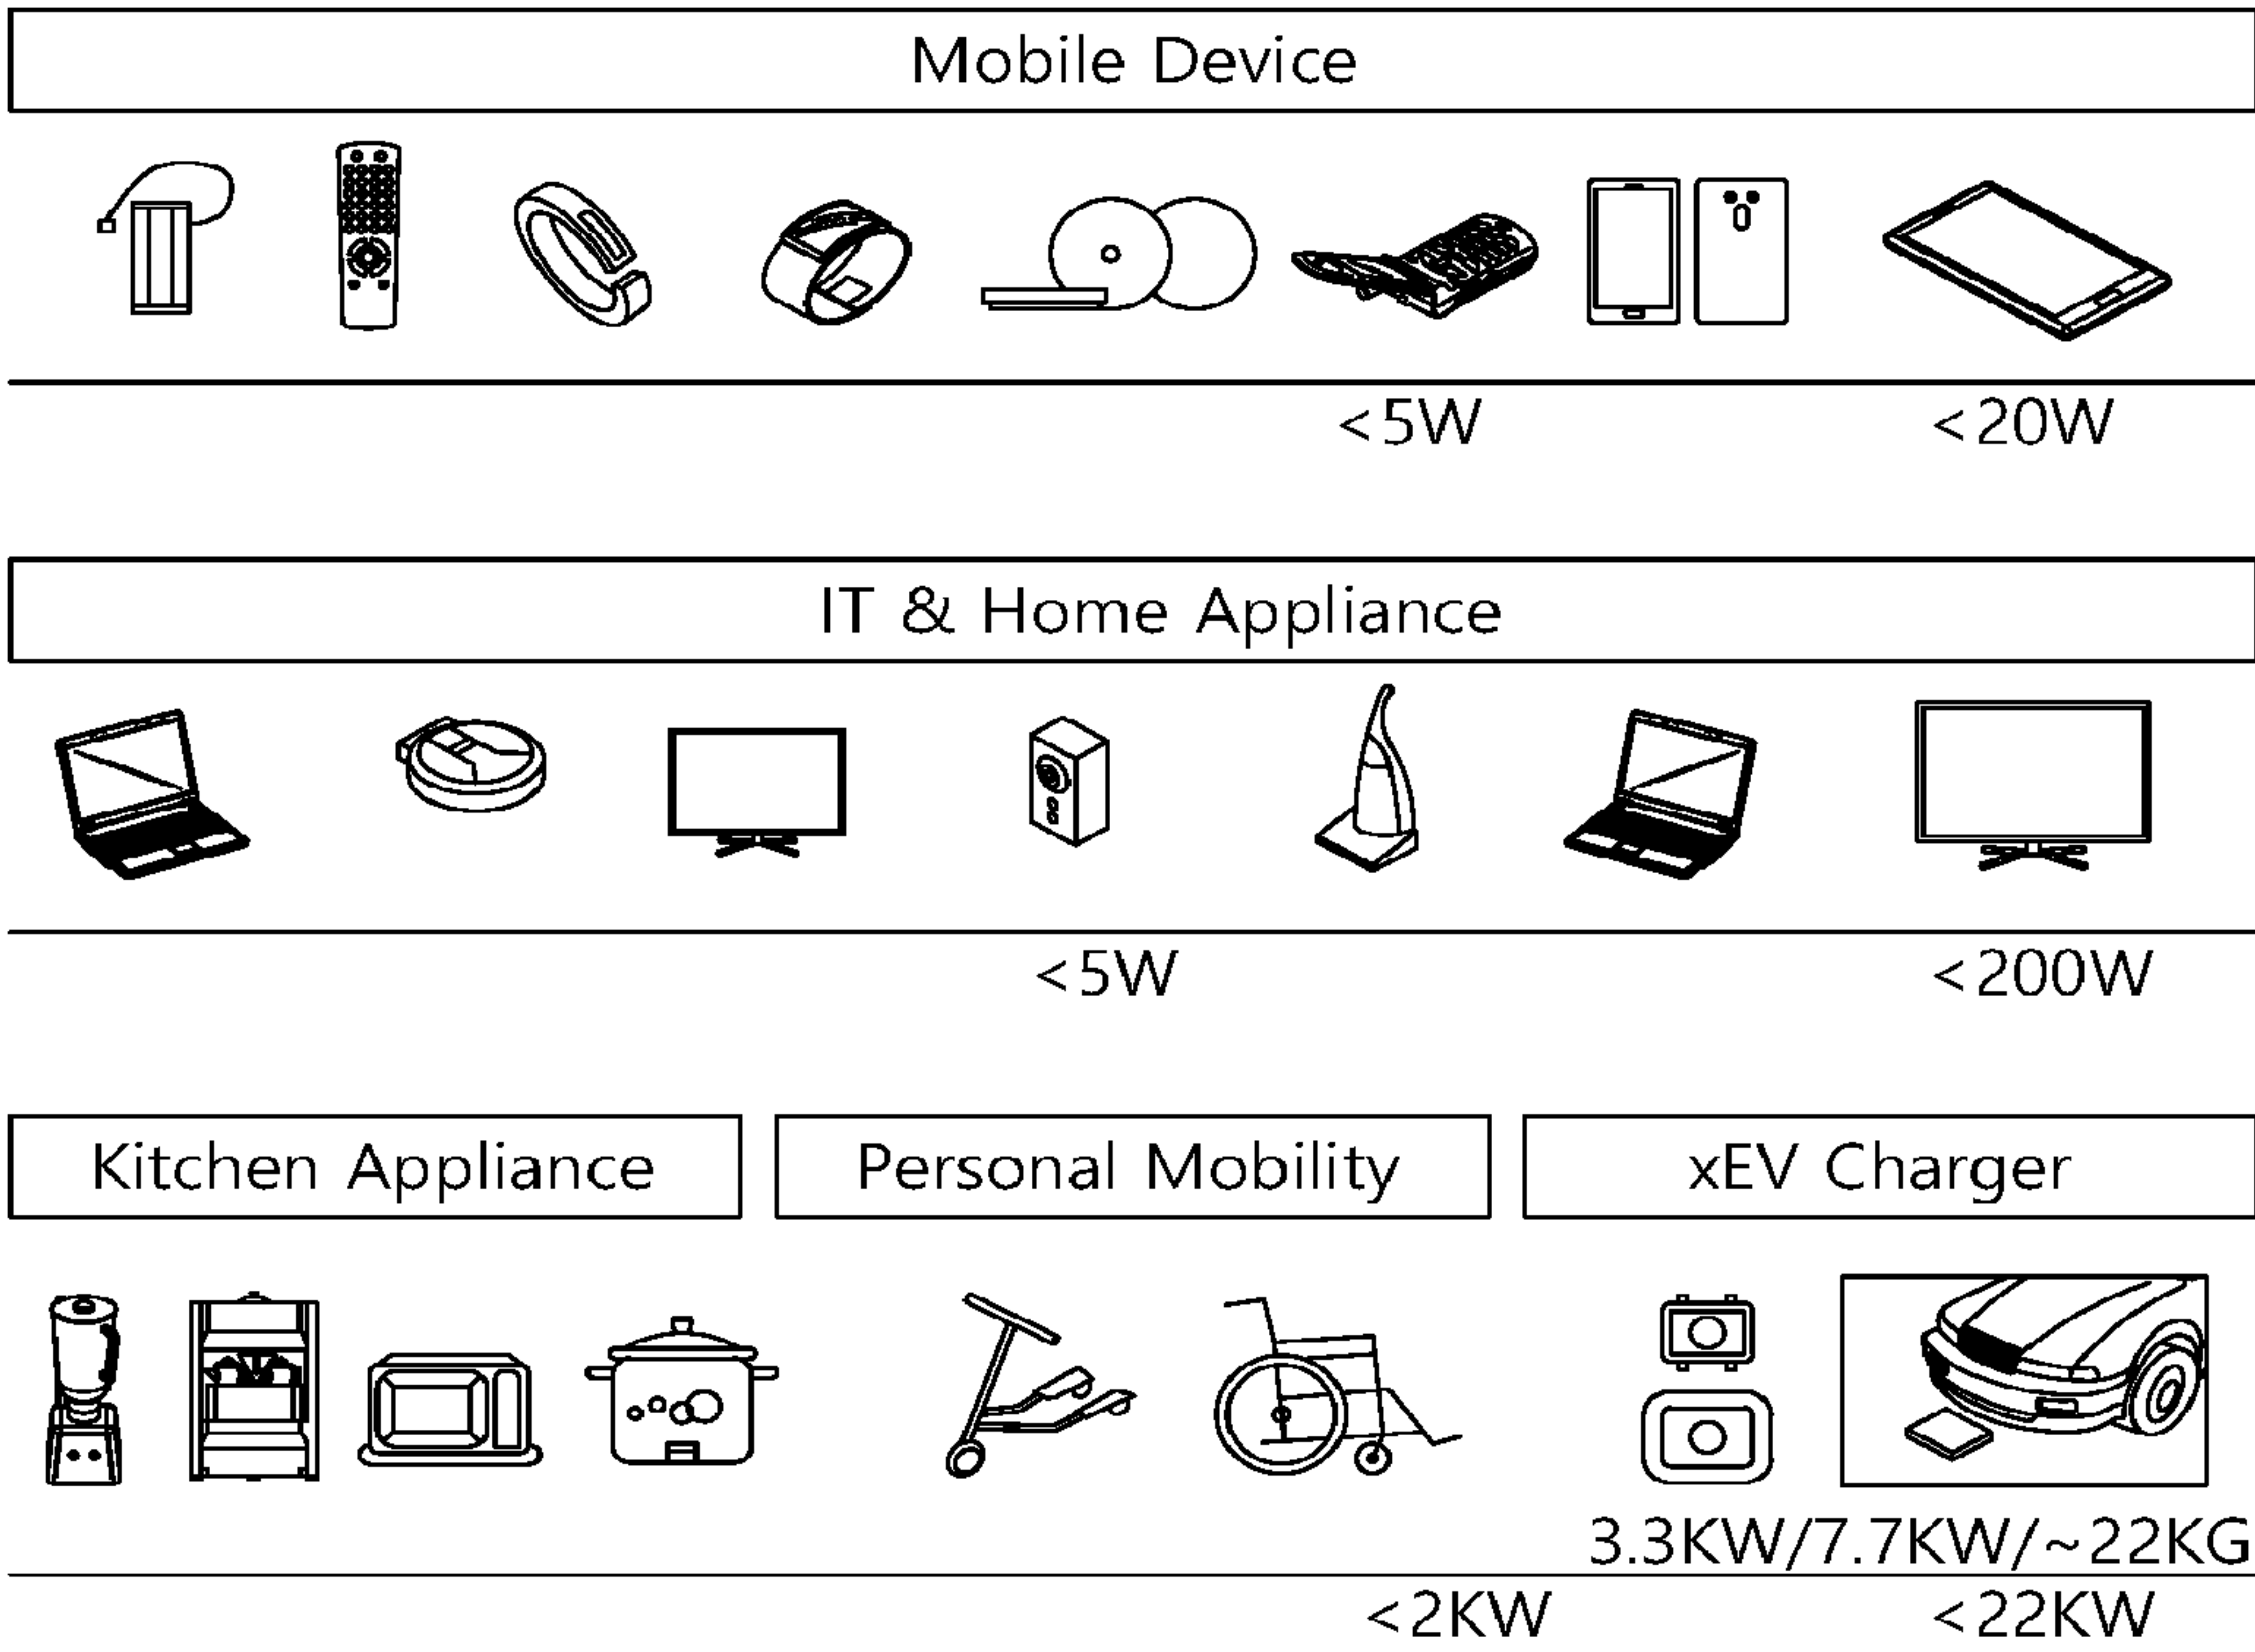 Mobile Device
<5W
<20W
IT & Home Appliance
<5W
<200W
Kitchen Appliance
Personal Mobility
xEV Charger
3.3KW/7.7KW/~22KG
<2KW
<22KW